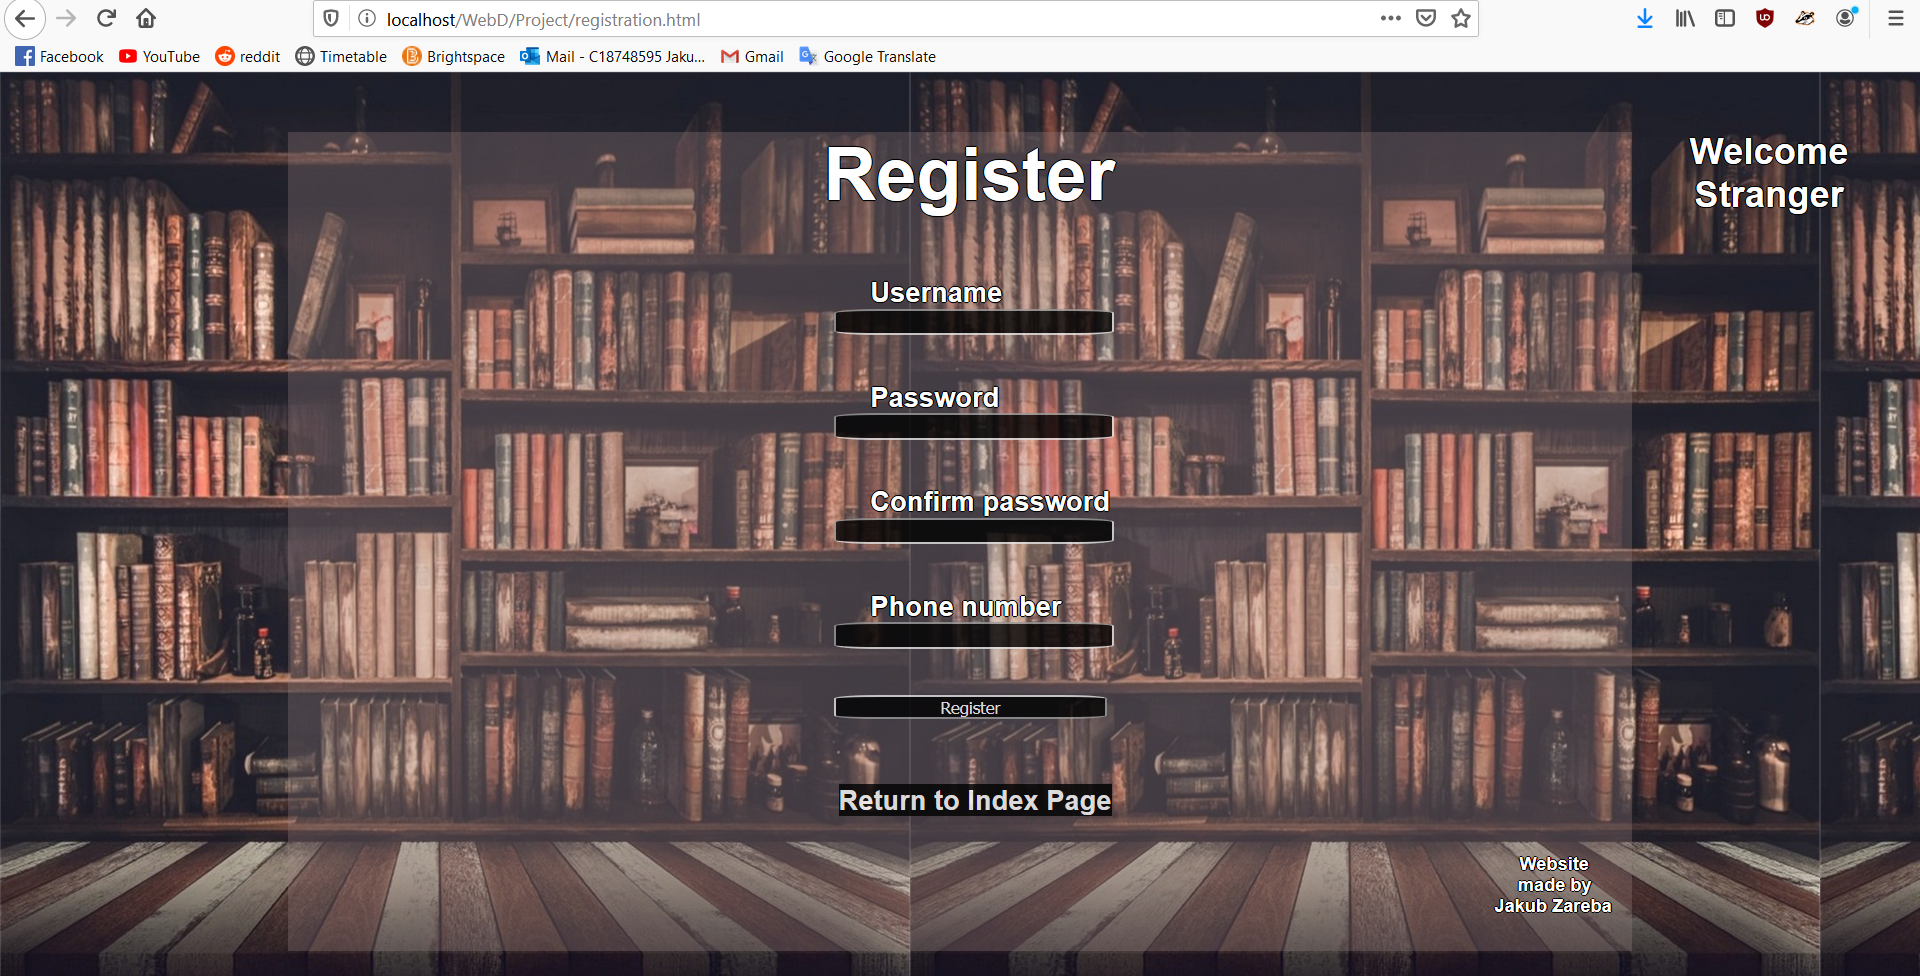 localhost/WebD/Project/registration.html
Facebook
YouTube
reddit
Timetable
Brightspace
Mail - C18748595 Jaku...
Gmail
Google Translate
Register
Welcome
Stranger
Username
Password
Confirm password
Phone number
Register
Return to Index Page
Website
made by
Jakub Zareba